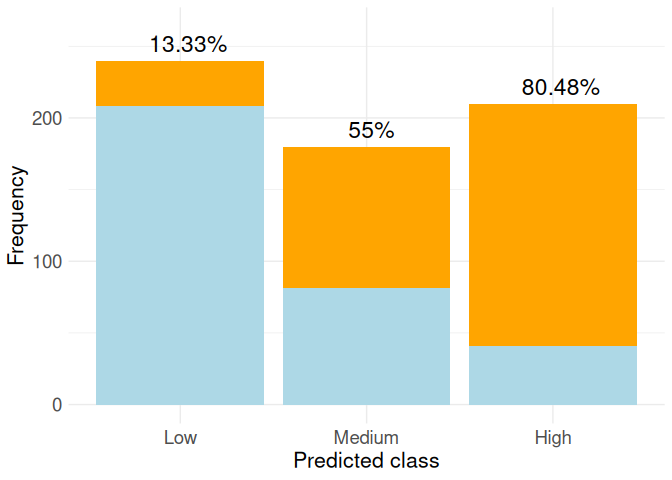 13.33%
80.48%
55%
200
100
0
Frequency
Low Medium High
Predicted class